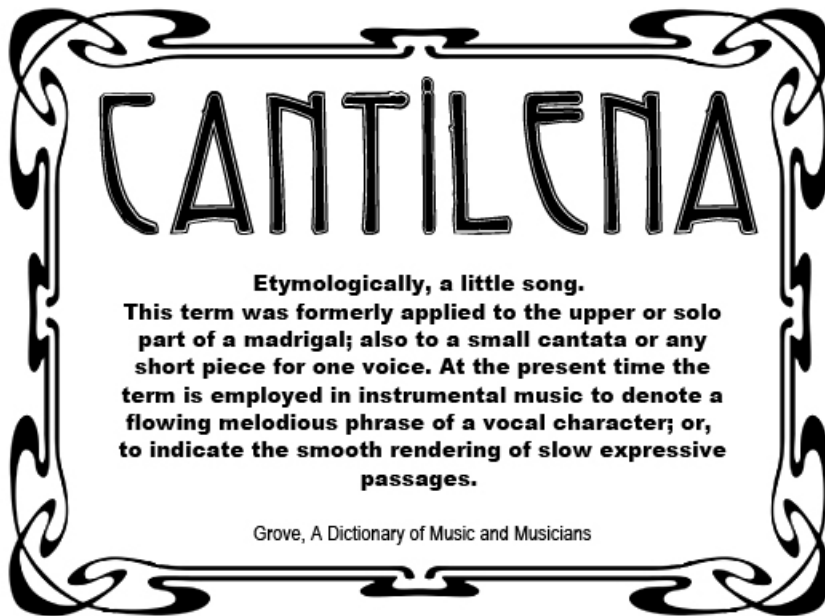 CANTILENA
Etymologically, a little song.
This term was formerly applied to the upper or solo
part of a madrigal; also to a small cantata or any
short piece for one voice. At the present time the
term is employed in instrumental music to denote a
flowing melodious phrase of a vocal character; or,
to indicate the smooth rendering of slow expressive
passages.
Grove, A Dictionary of Music and Musicians